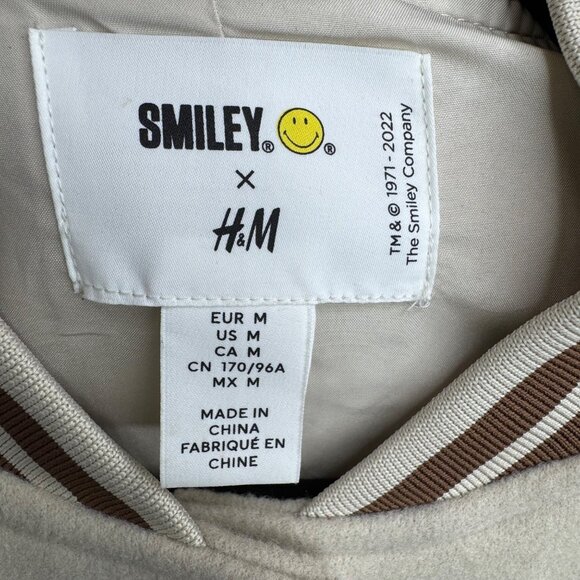 SMILEY® ®
×
H&M
TM & © 1971 - 2022
The Smiley Company
EUR M
US M
CA M
CN 170/96A
MX M
MADE IN
CHINA
FABRIQUÉ EN
CHINE